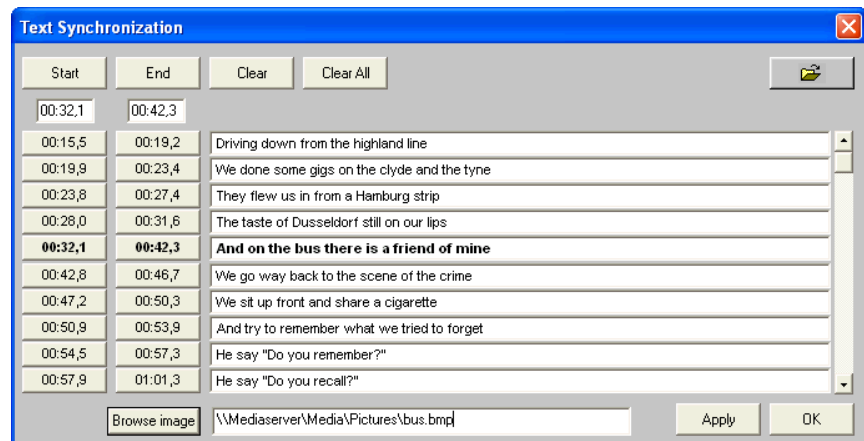 Text Synchronization
Start End Clear Clear All
00:32,1 00:42,3
00:15,5 00:19,2 Driving down from the highland line
00:19,9 00:23,4 We done some gigs on the clyde and the tyne
00:23,8 00:27,4 They flew us in from a Hamburg strip
00:28,0 00:31,6 The taste of Dusseldorf still on our lips
00:32,1 00:42,3 And on the bus there is a friend of mine
00:42,8 00:46,7 We go way back to the scene of the crime
00:47,2 00:50,3 We sit up front and share a cigarette
00:50,9 00:53,9 And try to remember what we tried to forget
00:54,5 00:57,3 He say "Do you remember?"
00:57,9 01:01,3 He say "Do you recall?"
Browse image \\Mediaserver\Media\Pictures\bus.bmp Apply OK